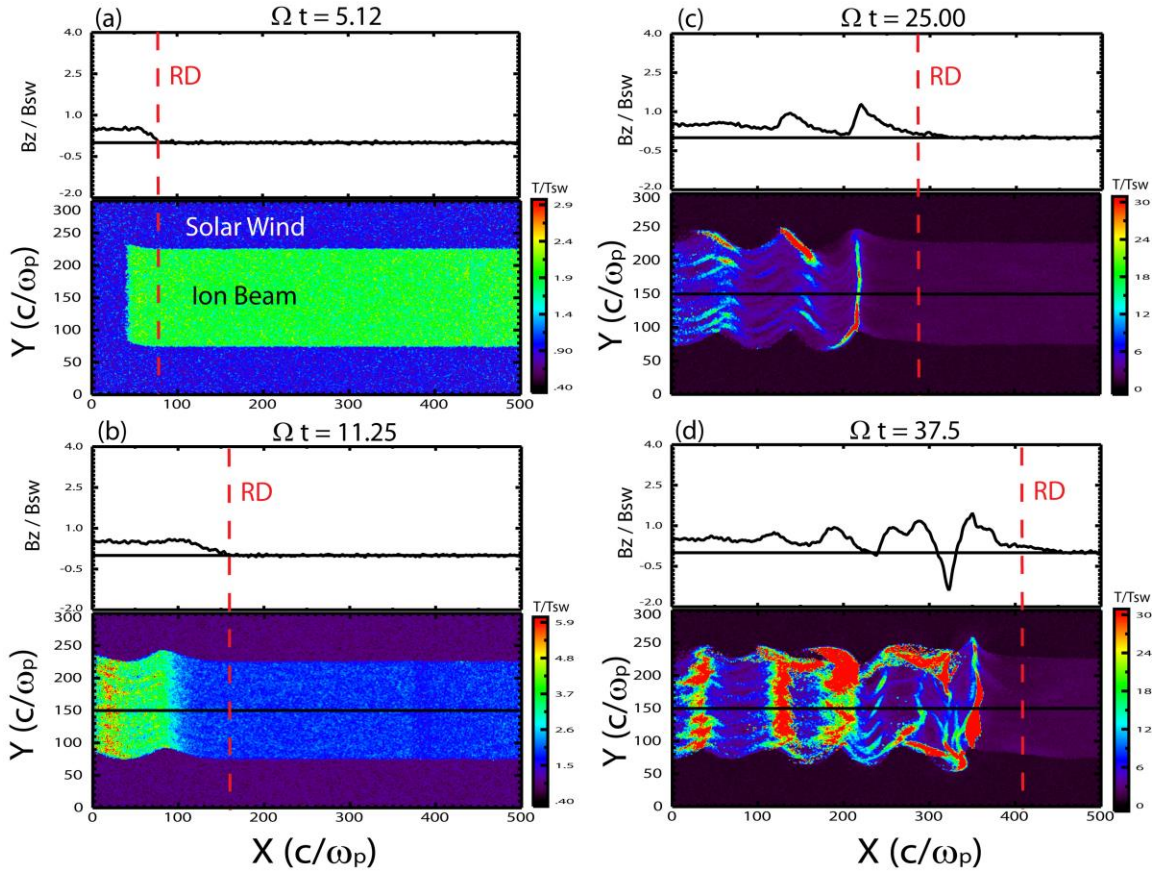 (a)
Ω t = 5.12
4.0
2.5
1.0
-0.5
-2.0
Bz / Bsw
RD
T/Tsw
2.9
2.4
1.9
1.4
.90
.40
300
250
200
150
100
50
0
Y (c/ωp)
Solar Wind
Ion Beam
0 100 200 300 400 500
(b)
Ω t = 11.25
4.0
2.5
1.0
-0.5
-2.0
Bz / Bsw
RD
T/Tsw
5.9
4.8
3.7
2.6
1.5
.40
300
250
200
150
100
50
0
Y (c/ωp)
0 100 200 300 400 500
X (c/ωp)
(c)
Ω t = 25.00
4.0
2.5
1.0
-0.5
-2.0
Bz / Bsw
RD
T/Tsw
30
24
18
12
6
0
300
250
200
150
100
50
0
Y (c/ωp)
0 100 200 300 400 500
(d)
Ω t = 37.5
4.0
2.5
1.0
-0.5
-2.0
Bz / Bsw
RD
T/Tsw
30
24
18
12
6
0
300
250
200
150
100
50
0
Y (c/ωp)
0 100 200 300 400 500
X (c/ωp)